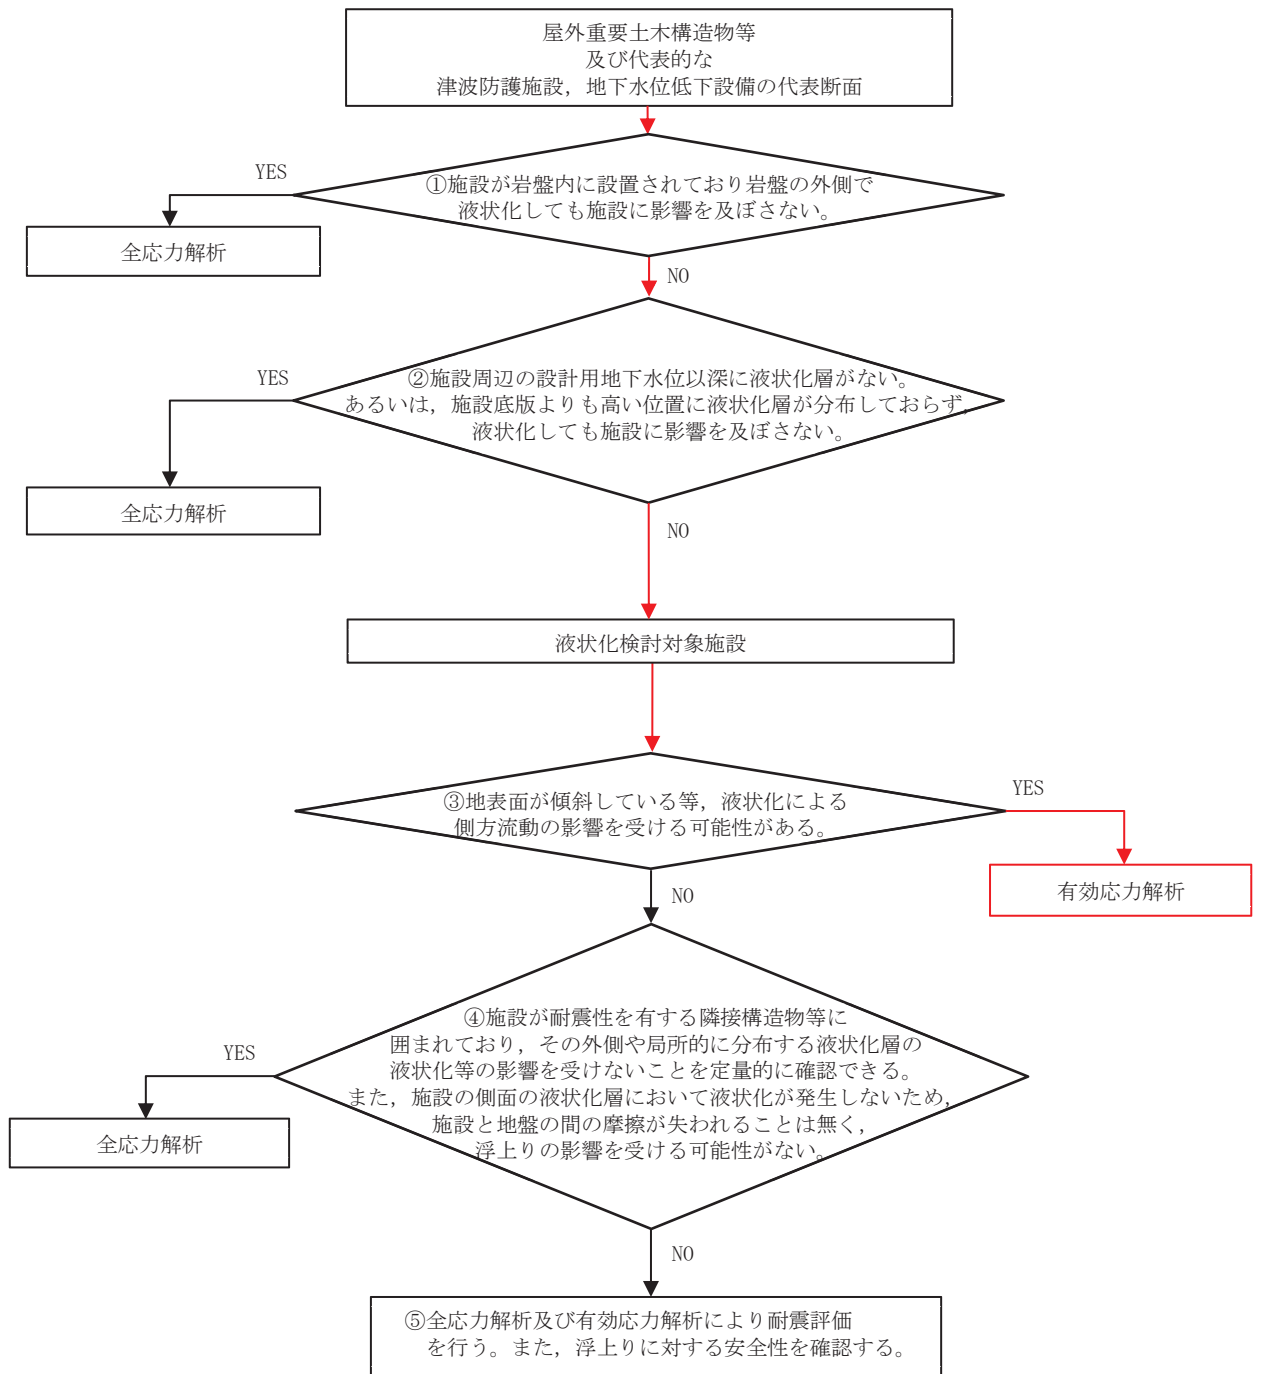 屋外重要土木構造物等
及び代表的な
津波防護施設，地下水位低下設備の代表断面
YES
①施設が岩盤内に設置されており岩盤の外側で
液状化しても施設に影響を及ぼさない。
全応力解析
NO
YES
②施設周辺の設計用地下水位以深に液状化層がない。
あるいは，施設底版よりも高い位置に液状化層が分布しておらず，
液状化しても施設に影響を及ぼさない。
全応力解析
NO
液状化検討対象施設
③地表面が傾斜している等，液状化による
側方流動の影響を受ける可能性がある。
YES
有効応力解析
NO
④施設が耐震性を有する隣接構造物等に
囲まれており，その外側や局所的に分布する液状化層の
液状化等の影響を受けないことを定量的に確認できる。
また，施設の側面の液状化層において液状化が発生しないため，
施設と地盤の間の摩擦が失われることは無く，
浮上りの影響を受ける可能性がない。
YES
全応力解析
NO
⑤全応力解析及び有効応力解析により耐震評価
を行う。また，浮上りに対する安全性を確認する。